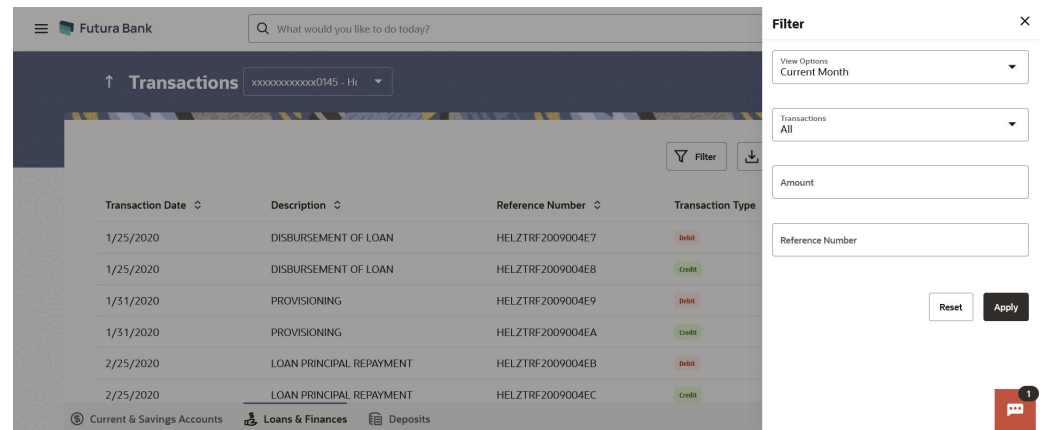 Futura Bank
What would you like to do today?
Transactions
xxxxxxxxxxxx0145 - He
Filter
Transaction Date
Description
Reference Number
Transaction Type
1/25/2020 DISBURSEMENT OF LOAN HELZTRF2009004E7 Debit
1/25/2020 DISBURSEMENT OF LOAN HELZTRF2009004E8 Credit
1/31/2020 PROVISIONING HELZTRF2009004E9 Debit
1/31/2020 PROVISIONING HELZTRF2009004EA Credit
2/25/2020 LOAN PRINCIPAL REPAYMENT HELZTRF2009004EB Debit
2/25/2020 LOAN PRINCIPAL REPAYMENT HELZTRF2009004EC Credit
Current & Savings Accounts
Loans & Finances
Deposits
Filter
View Options
Current Month
Transactions
All
Amount
Reference Number
Reset
Apply
1